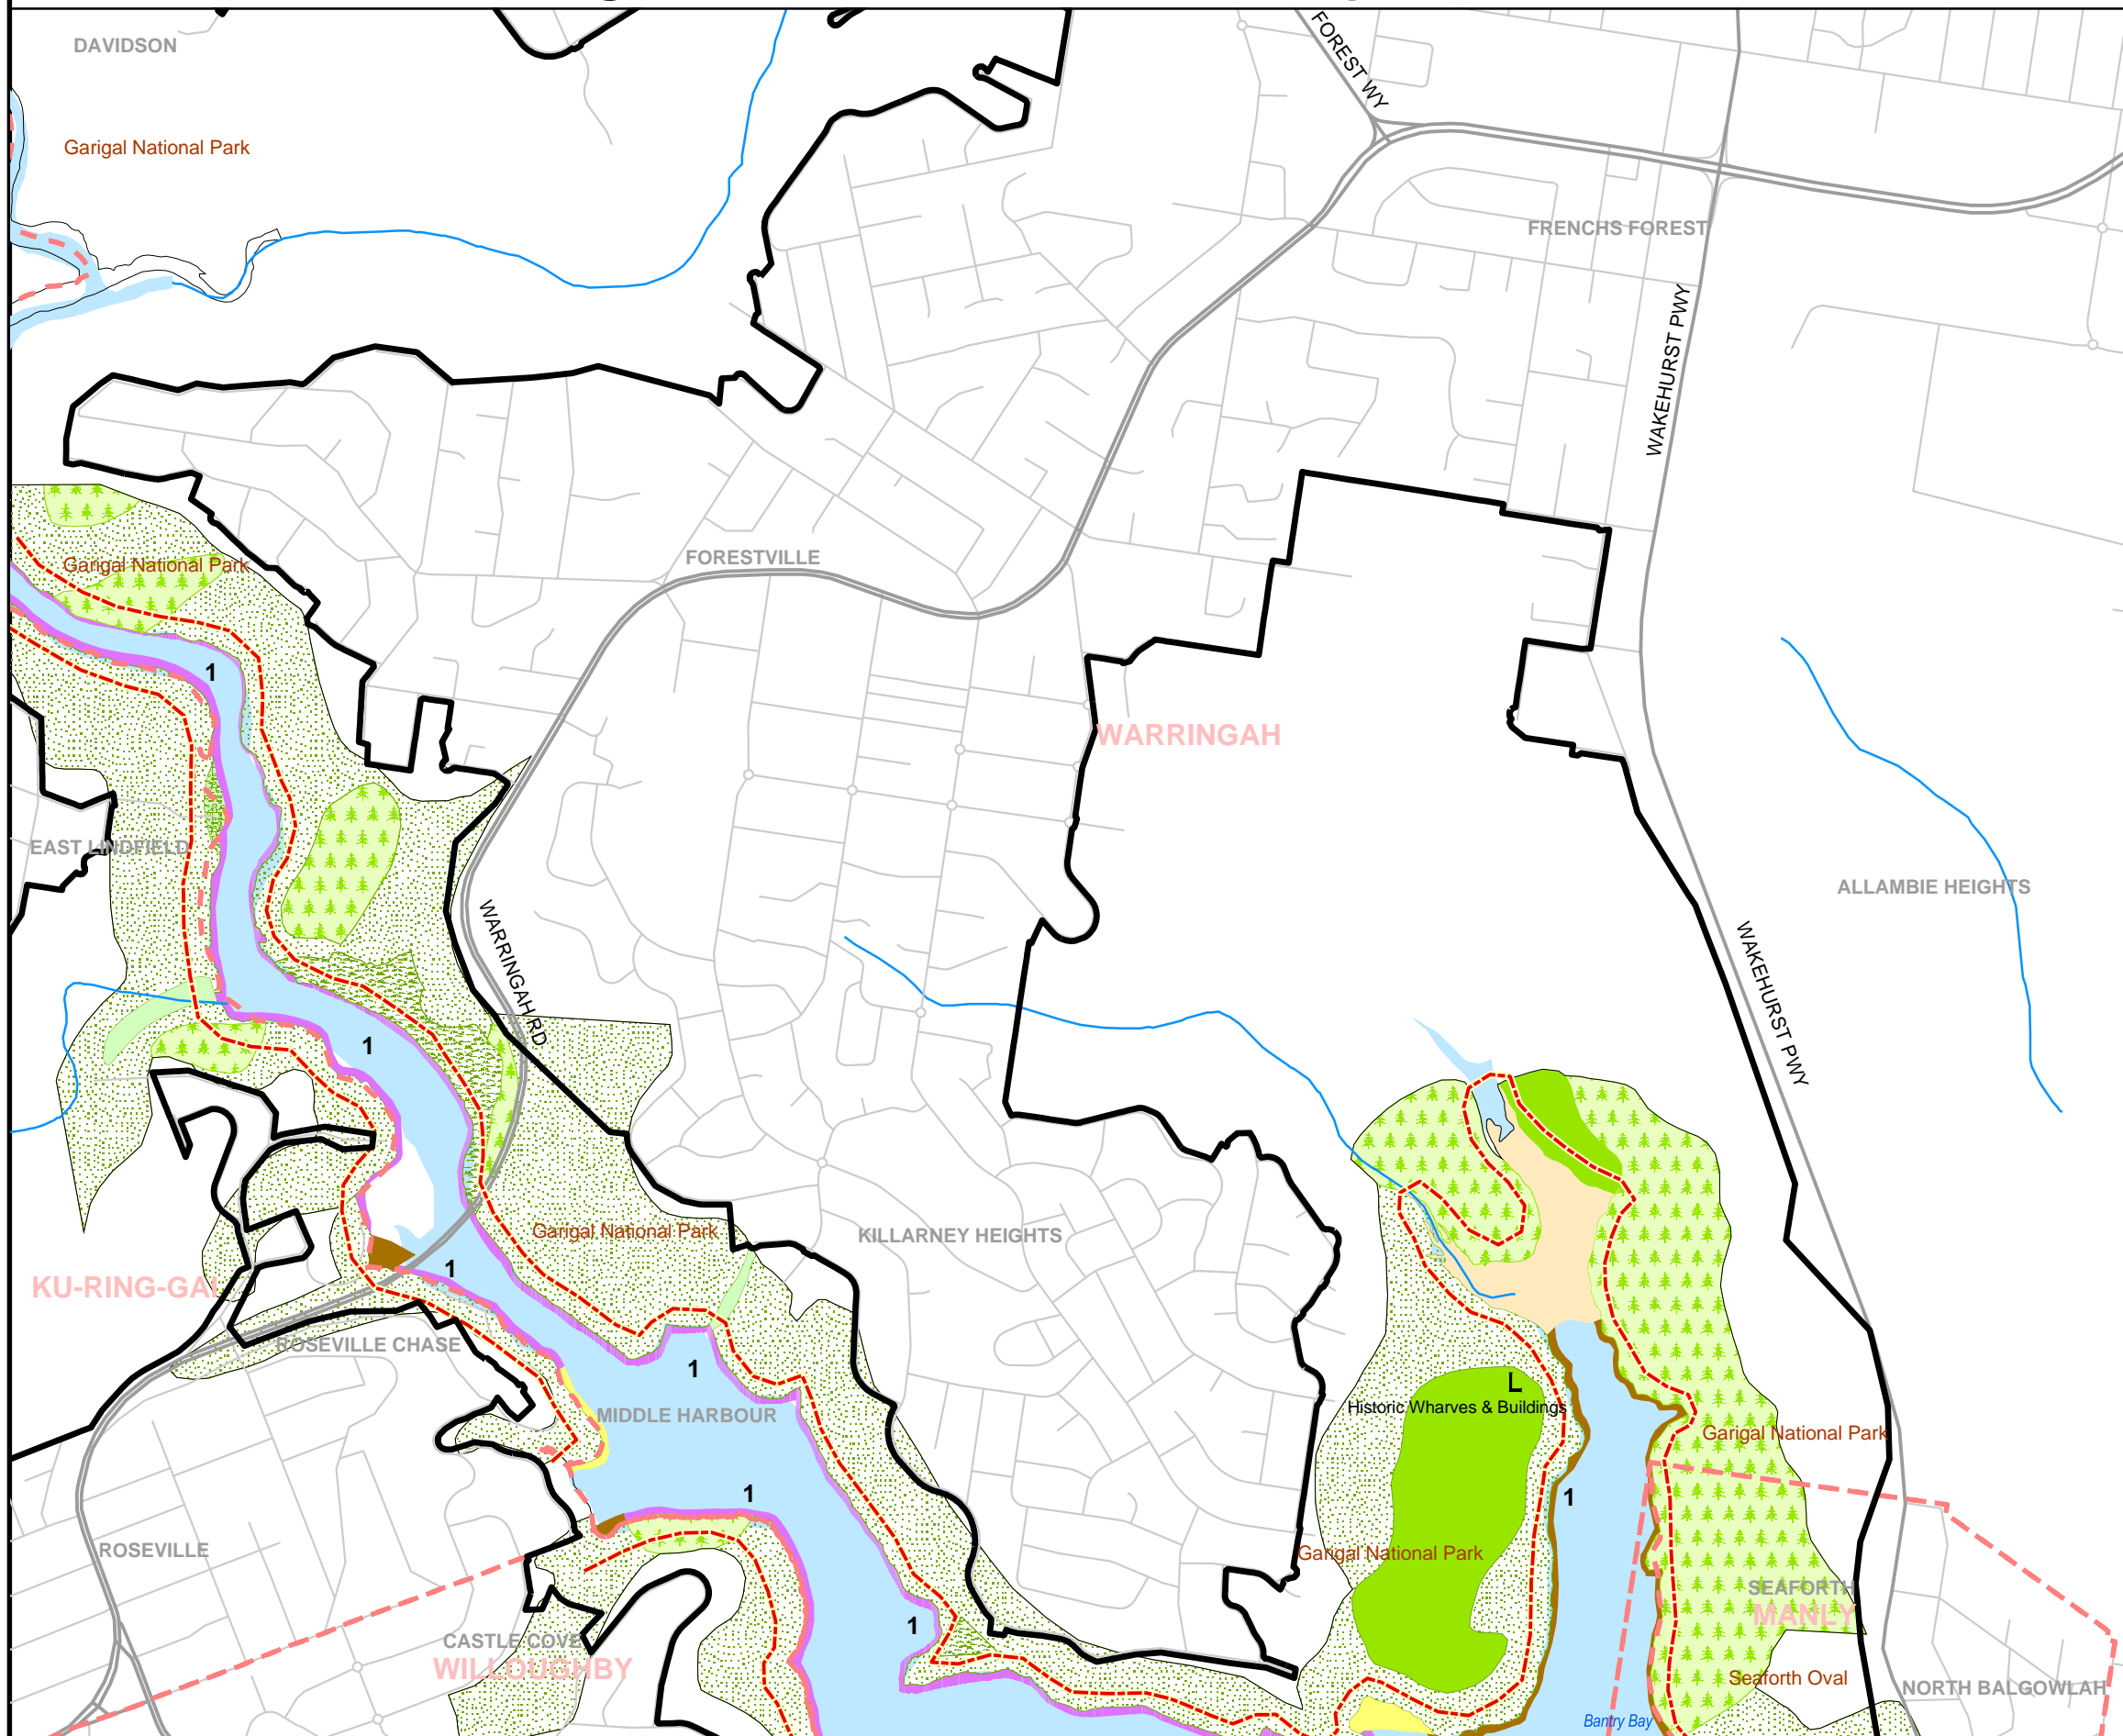 DAVIDSON
FOREST WY
Garigal National Park
FRENCHS FOREST
WAKEHURST PWY
FORESTVILLE
Garigal National Park
1
WARRINGAH
EAST LINDFIELD
ALLAMBIE HEIGHTS
WARRINGAH RD
WAKEHURST PWY
1
Garigal National Park
KILLARNEY HEIGHTS
1
KU-RING-GAI
ROSEVILLE CHASE
1
L
Historic Wharves & Buildings
MIDDLE HARBOUR
Garigal National Park
1
1
ROSEVILLE
Garigal National Park
SEAFORTH
MANLY
1
CASTLE COVE
WILLOUGHBY
Seaforth Oval
NORTH BALGOWLAH
Bantry Bay